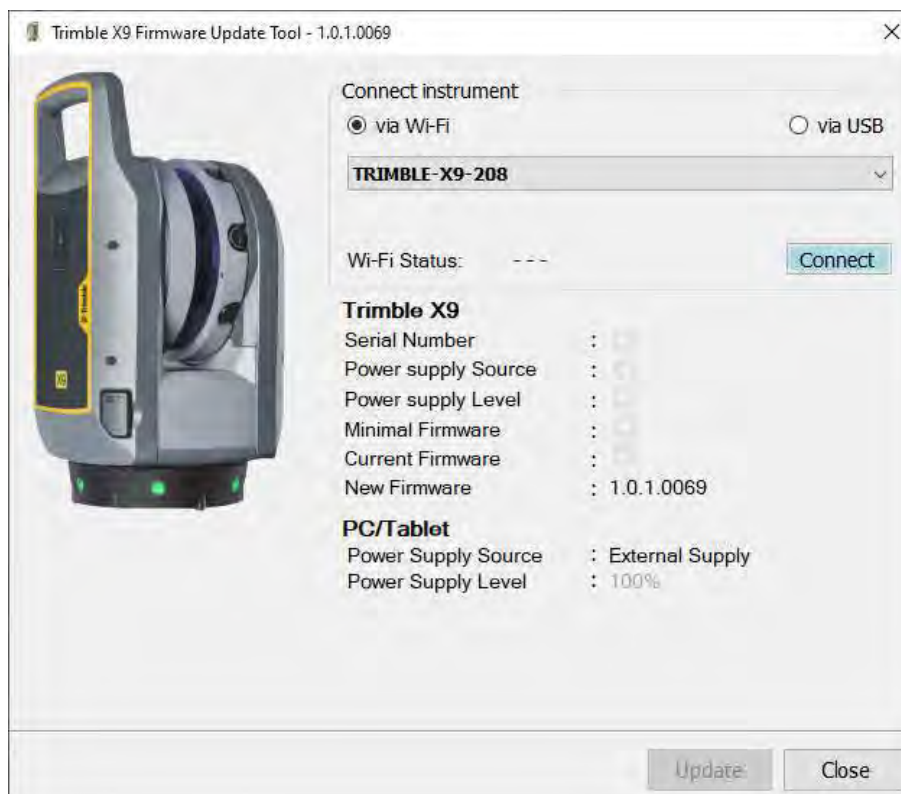 Trimble X9 Firmware Update Tool - 1.0.1.0069
Connect instrument
via Wi-Fi
via USB
TRIMBLE-X9-208
Wi-Fi Status: ---
Connect
Trimble X9
Serial Number :
Power supply Source :
Power supply Level :
Minimal Firmware :
Current Firmware :
New Firmware : 1.0.1.0069
PC/Tablet
Power Supply Source : External Supply
Power Supply Level : 100%
Trimble
X9
Update
Close